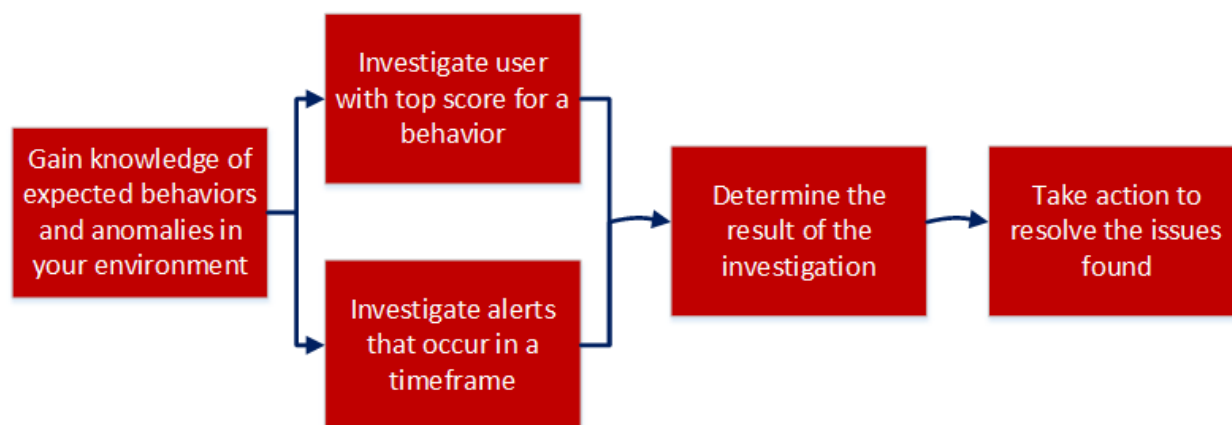 Gain knowledge of
expected behaviors
and anomalies in
your environment
Investigate user
with top score for a
behavior
Investigate alerts
that occur in a
timeframe
Determine the
result of the
investigation
Take action to
resolve the issues
found